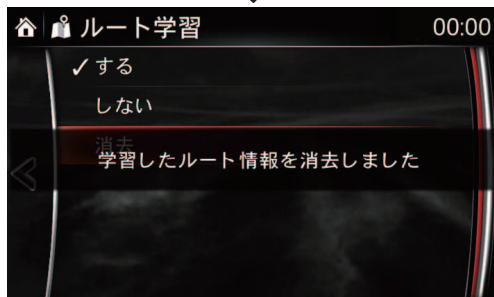 ルート学習 00:00
✓する
しない
消去
学習したルート情報を消去しました